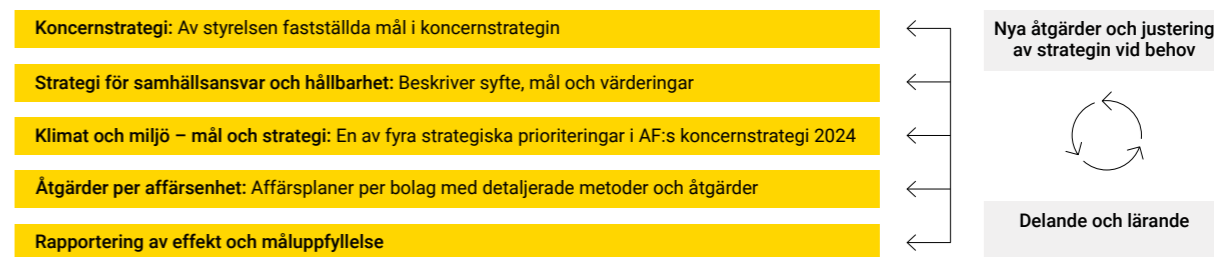 Koncernstrategi: Av styrelsen fastställda mål i koncernstrategin
Strategi för samhällsansvar och hållbarhet: Beskriver syfte, mål och värderingar
Klimat och miljö – mål och strategi: En av fyra strategiska prioriteringar i AF:s koncernstrategi 2024
Åtgärder per affärsenhet: Affärsplaner per bolag med detaljerade metoder och åtgärder
Rapportering av effekt och måluppfyllelse
Nya åtgärder och justering
av strategin vid behov
Delande och lärande